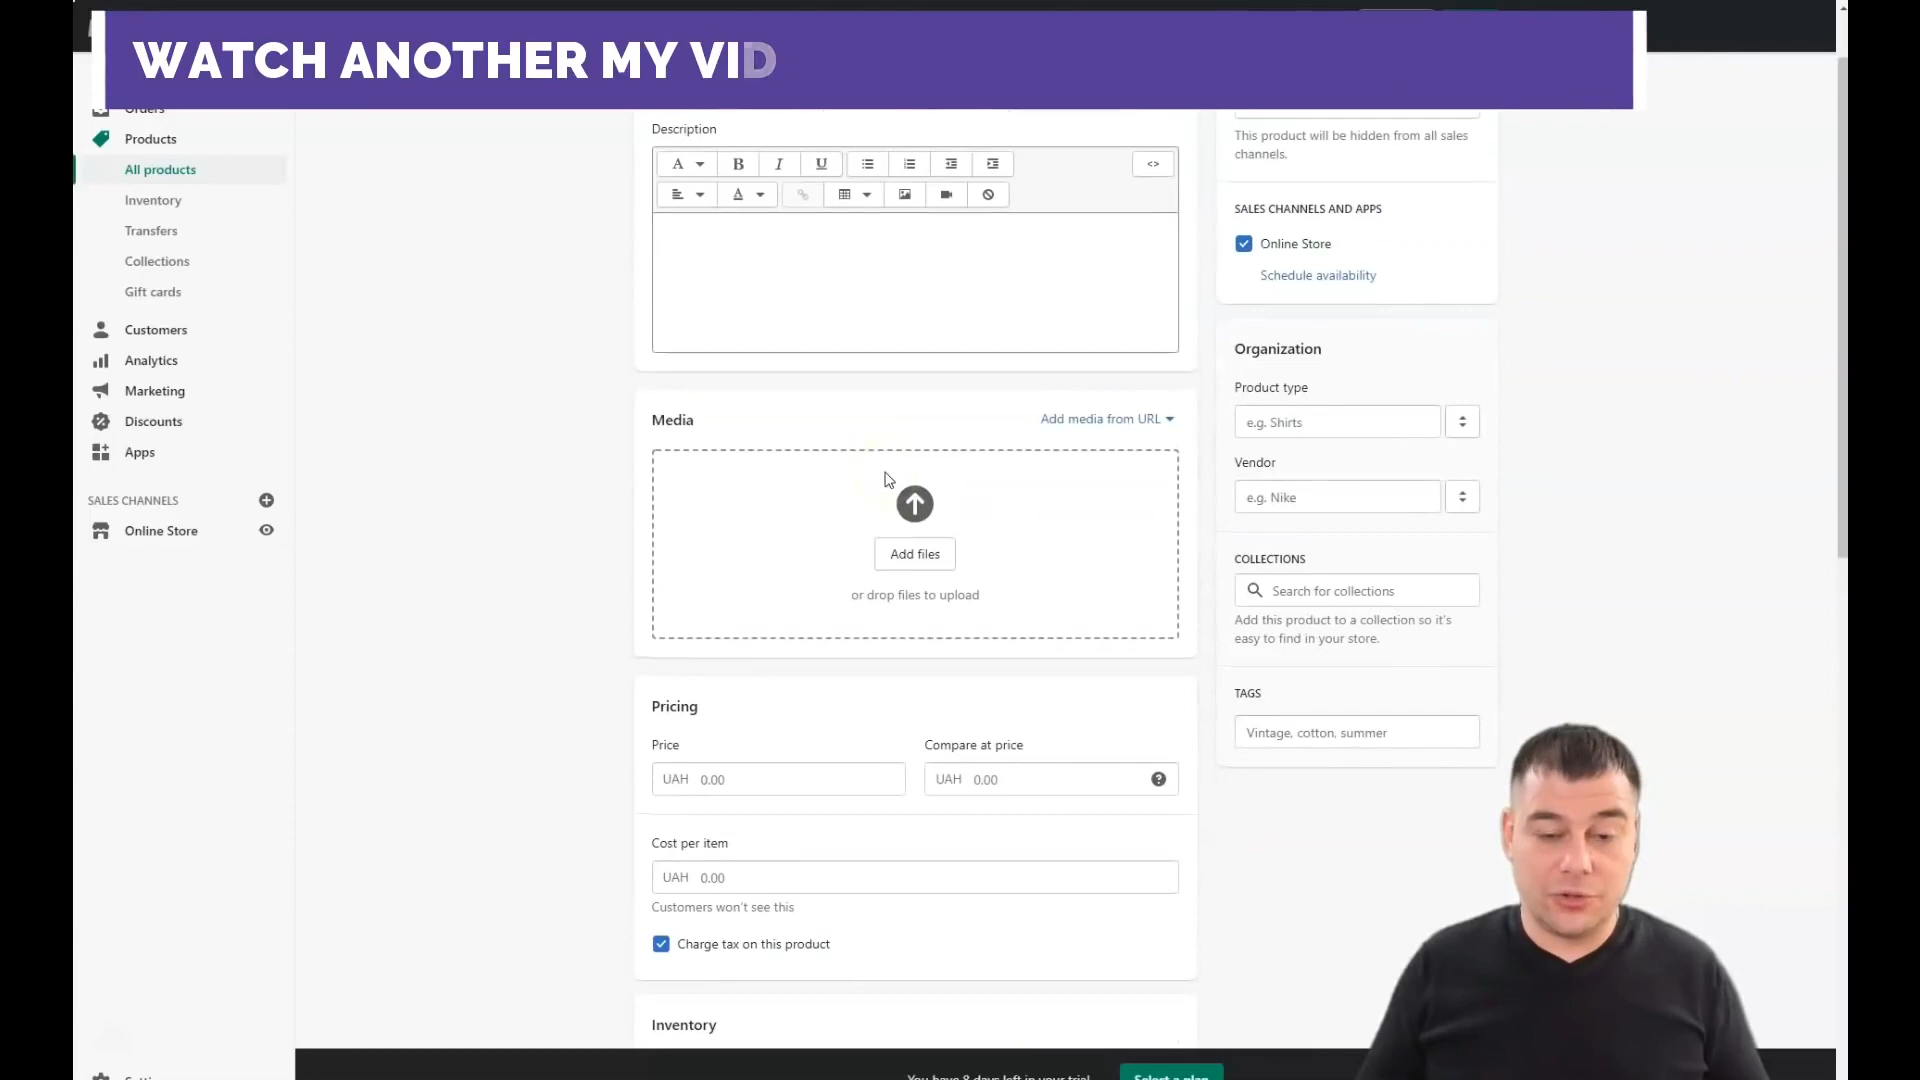 WATCH ANOTHER MY VID
Orders
Products
All products
Inventory
Transfers
Collections
Gift cards
Customers
Analytics
Marketing
Discounts
Apps
SALES CHANNELS
Online Store
Description
A
B
I
U
<>
A
Media
Add media from URL
Add files
or drop files to upload
Pricing
Price
Compare at price
UAH 0.00
UAH 0.00
Cost per item
UAH 0.00
Customers won't see this
Charge tax on this product
Inventory
This product will be hidden from all sales
channels.
SALES CHANNELS AND APPS
Online Store
Schedule availability
Organization
Product type
e.g. Shirts
Vendor
e.g. Nike
COLLECTIONS
Search for collections
Add this product to a collection so it's
easy to find in your store.
TAGS
Vintage, cotton, summer
You have 8 days left in your trial
Select a plan